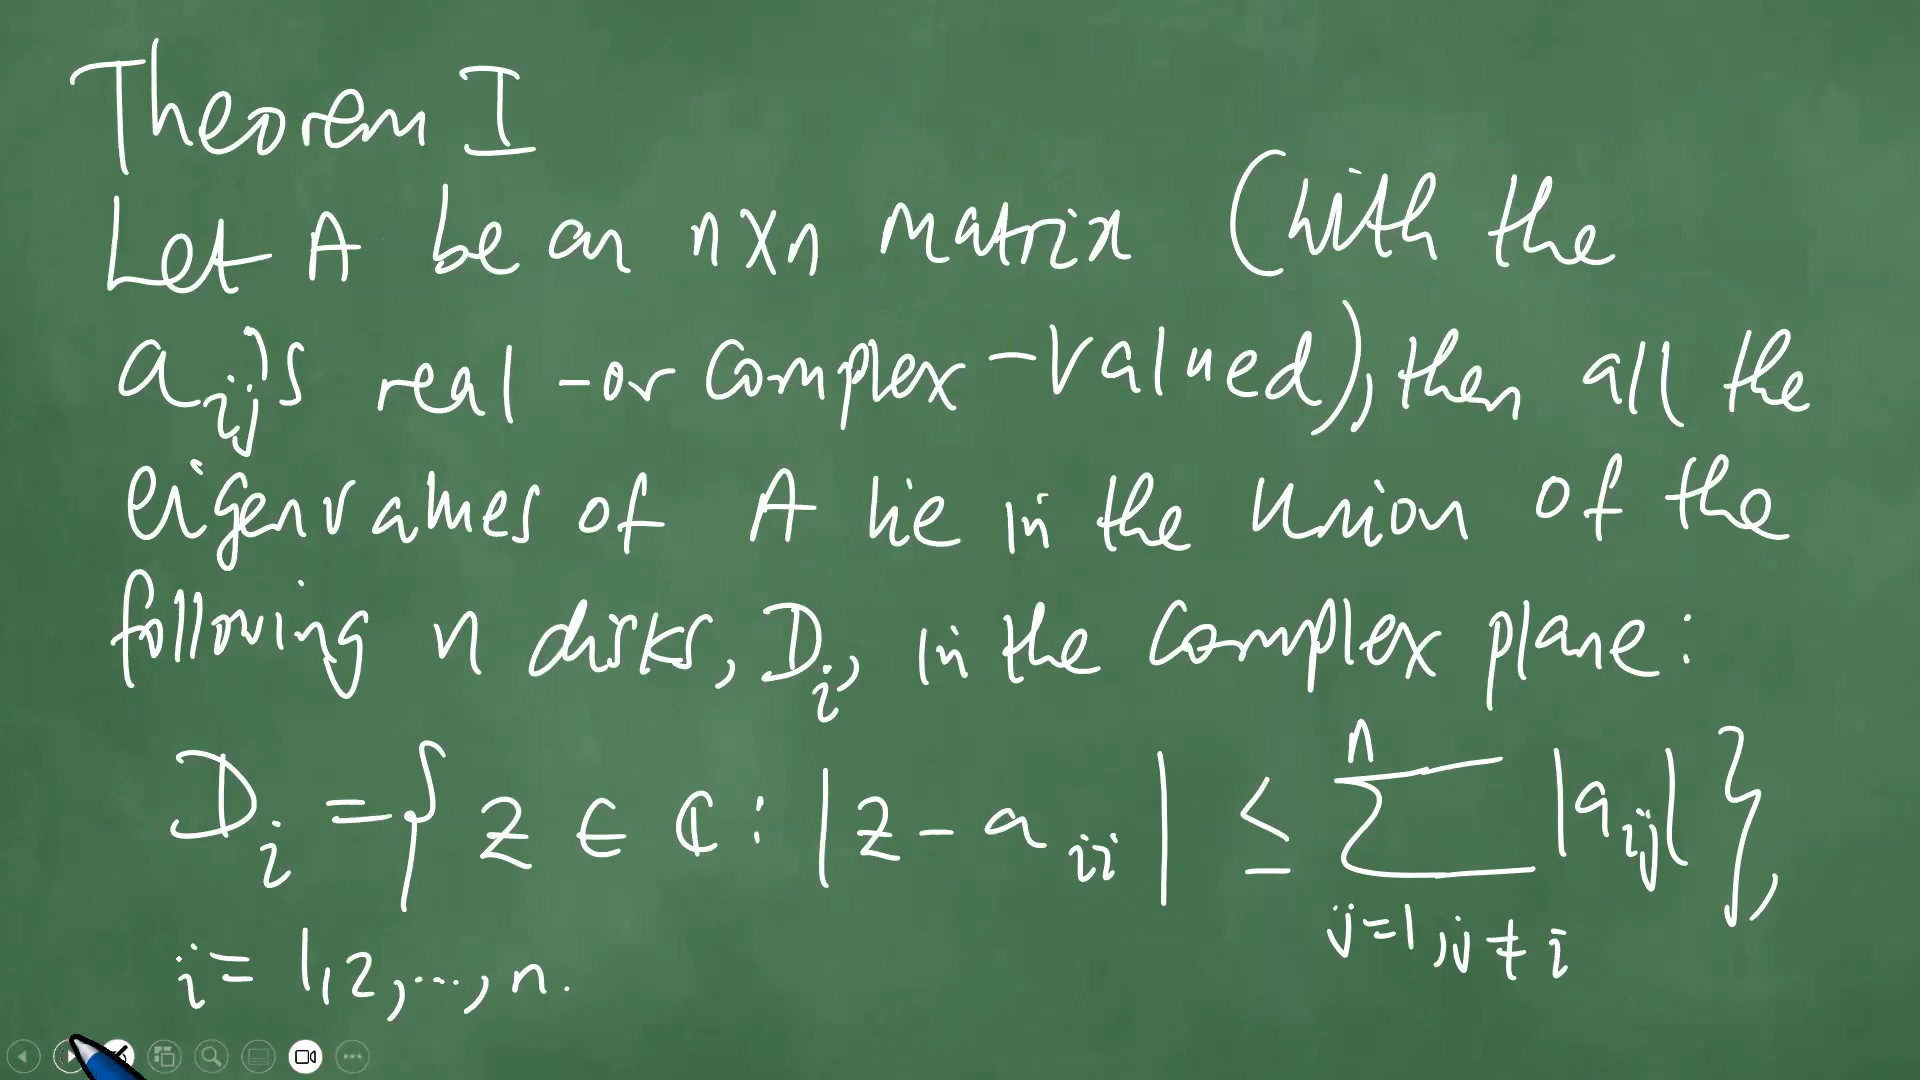 Theorem I
Let A be an n×n matrix (with the
a_ij's real-or complex-valued), then all the
eigenvalues of A lie in the union of the
following n disks, D_i, in the complex plane:
D_i = { z ∈ ℂ : |z - a_ii| ≤ ∑_{j=1, j≠i}^{n} |a_ij| },
i = 1, 2, ..., n.